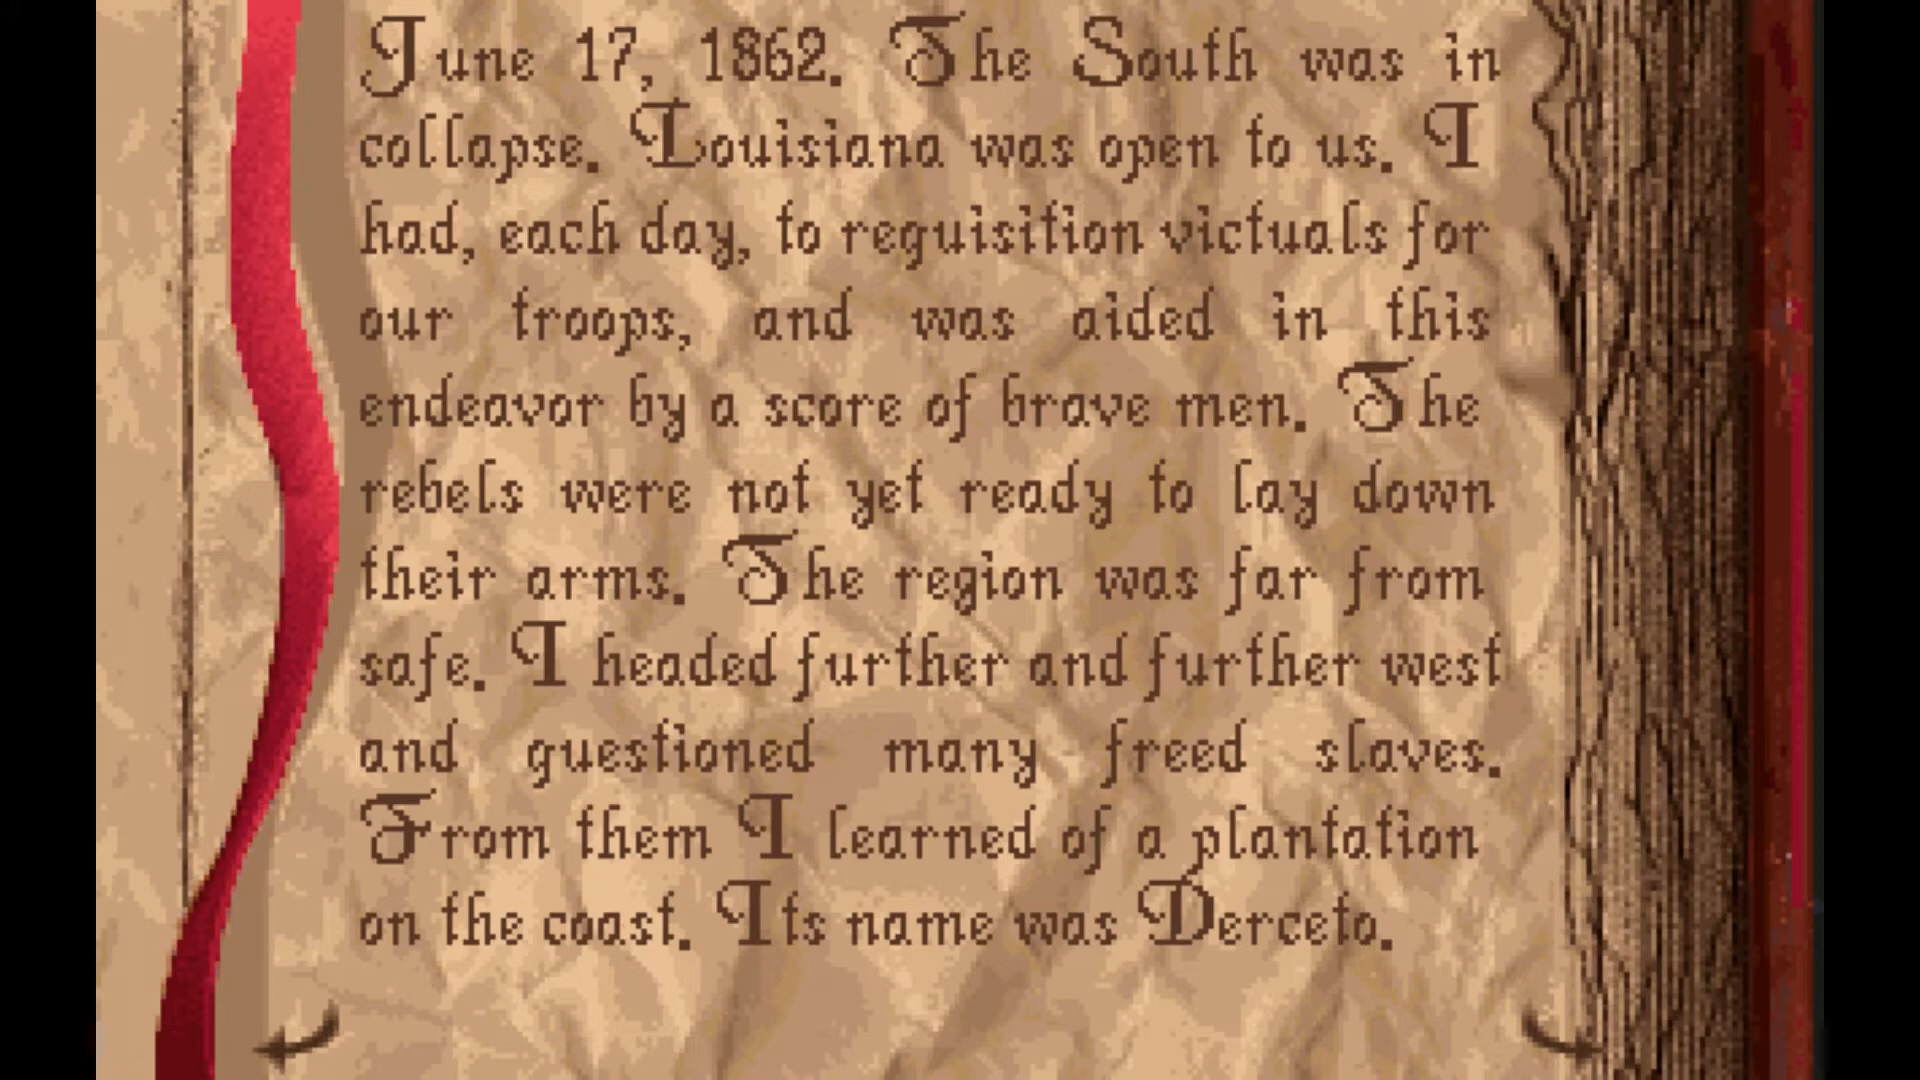 June 17, 1862. The South was in
collapse. Louisiana was open to us. I
had, each day, to requisition victuals for
our troops, and was aided in this
endeavor by a score of brave men. The
rebels were not yet ready to lay down
their arms. The region was far from
safe. I headed further and further west
and questioned many freed slaves.
From them I learned of a plantation
on the coast. Its name was Derceto.